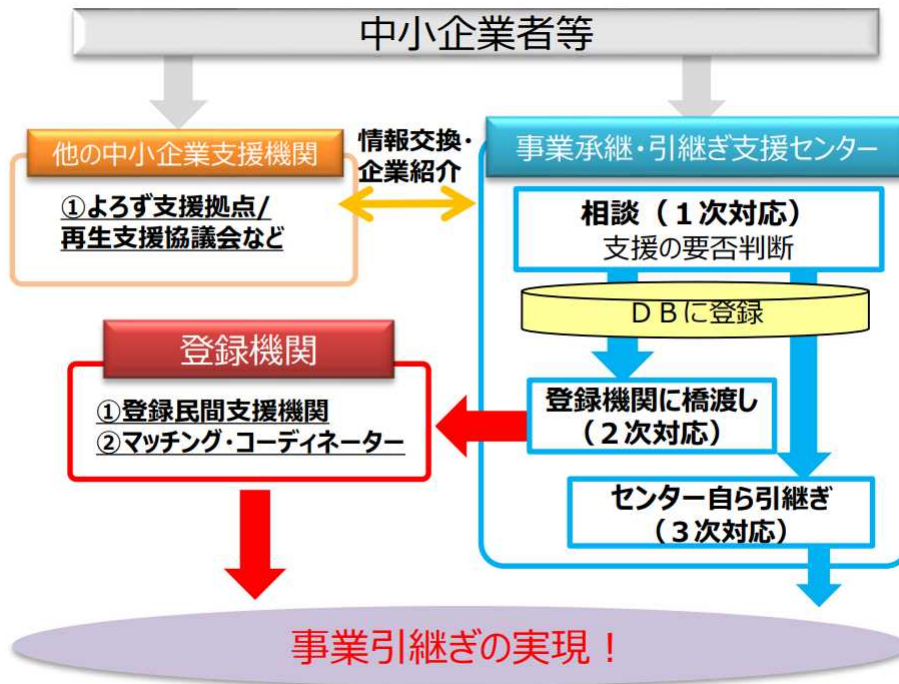 中小企業者等
他の中小企業支援機関
①よろず支援拠点/
再生支援協議会など
情報交換・
企業紹介
事業承継・引継ぎ支援センター
相談（１次対応）
支援の要否判断
ＤＢに登録
登録機関に橋渡し
（２次対応）
センター自ら引継ぎ
（３次対応）
登録機関
①登録民間支援機関
②マッチング・コーディネーター
事業引継ぎの実現！